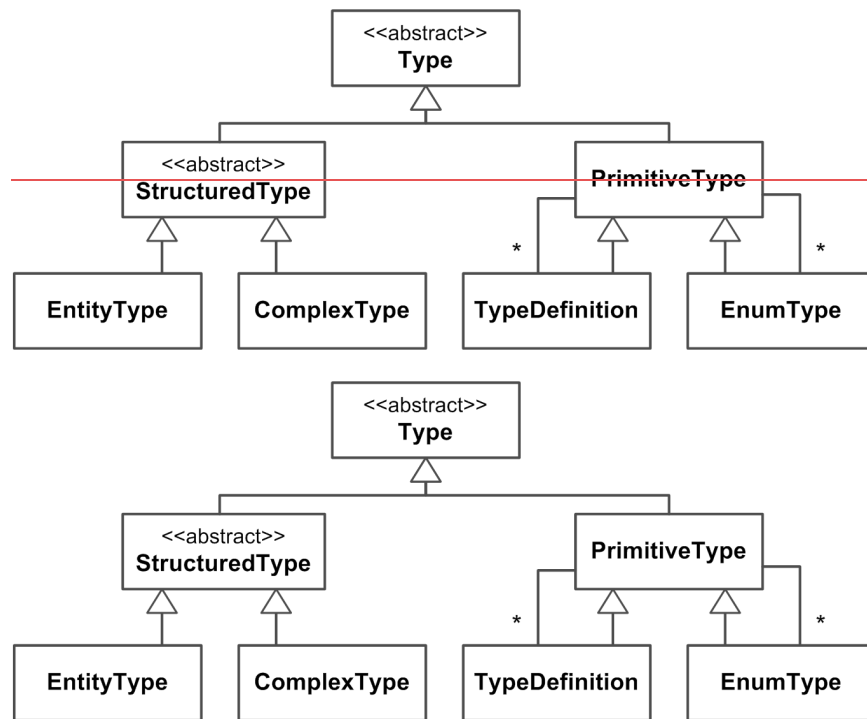 <<abstract>>
Type
<<abstract>>
StructuredType
PrimitiveType
*
*
EntityType
ComplexType
TypeDefinition
EnumType
<<abstract>>
Type
<<abstract>>
StructuredType
PrimitiveType
*
*
EntityType
ComplexType
TypeDefinition
EnumType